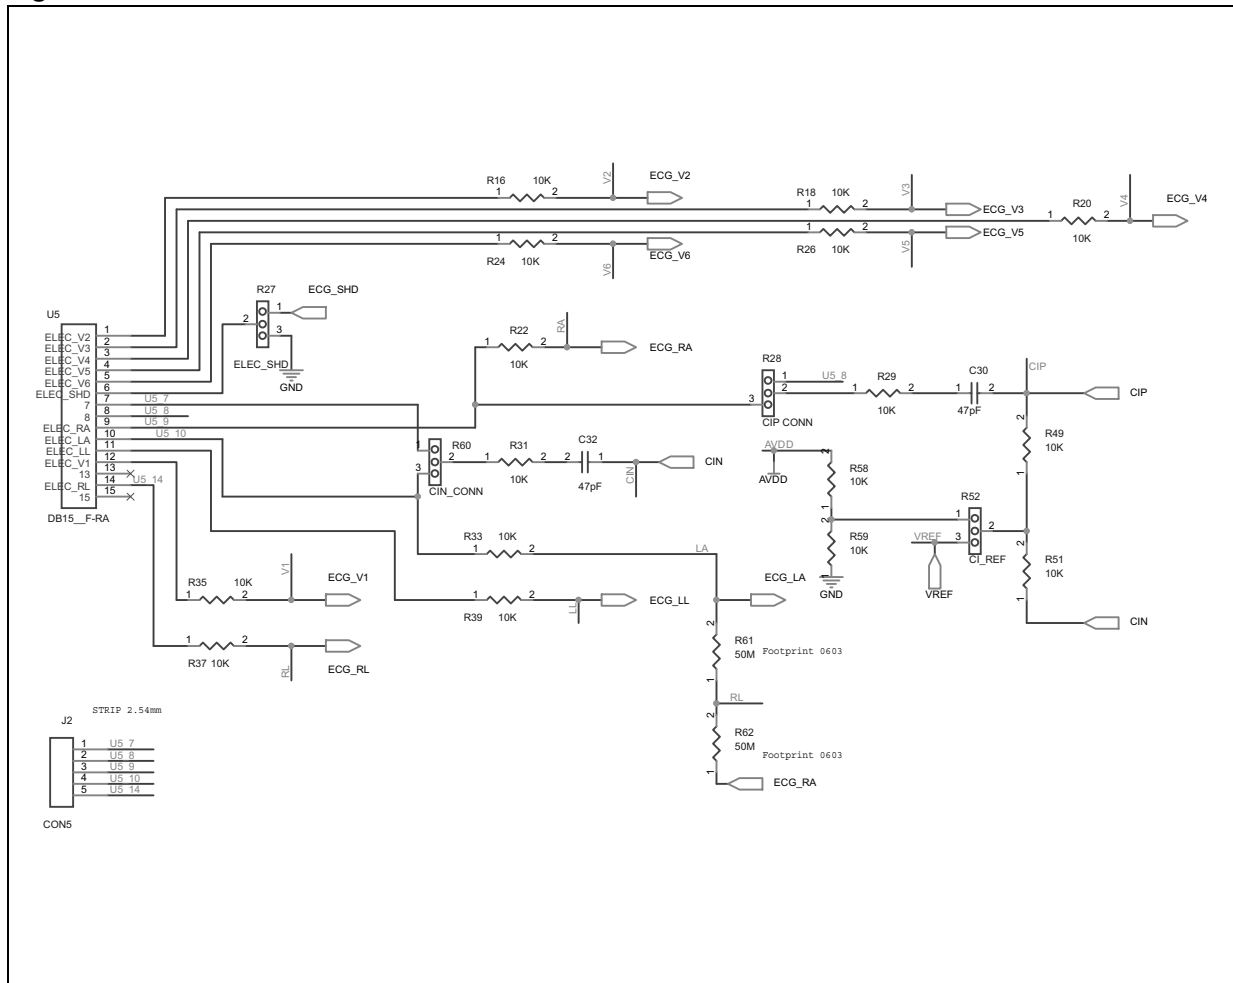 R16 10K
1 2
V2
ECG_V2
R18 10K
1 2
V3
ECG_V3
R20
1 2
10K
V4
ECG_V4
1 2
R24 10K
V6
ECG_V6
1 2
R26 10K
V5
ECG_V5
R27
ECG_SHD
1
2
3
ELEC_SHD
GND
U5
ELEC_V2 1
ELEC_V3 2
ELEC_V4 3
ELEC_V5 4
ELEC_V6 5
ELEC_SHD 6
7 7 U5_7
8 8 U5_8
ELEC_RA 9 U5_9
ELEC_LA 10 U5_10
ELEC_LL 11
ELEC_V1 12
13 13
ELEC_RL 14 U5_14
15 15
DB15__F-RA
R22
1 2
10K
RA
ECG_RA
R28
1 U5_8
2
3
CIP CONN
R29
1 2
10K
C30
1 2
47pF
CIP
CIP
2
R49
10K
1
R60
1
2
3
CIN_CONN
R31
1 2
10K
C32
2 1
47pF
CIN
CIN
AVDD
AVDD
2
R58
10K
1
2
R59
10K
1
GND
R52
1
2
3
CI_REF
VREF
VREF
2
R51
10K
1
CIN
R33 10K
1 2
LA
ECG_LA
R35 10K
1 2
V1
ECG_V1
1 2
R39 10K
LL
ECG_LL
1 2
R37 10K
RL
ECG_RL
2
R61
50M Footprint 0603
1
RL
2
R62
50M Footprint 0603
1
ECG_RA
STRIP 2.54mm
J2
1 U5_7
2 U5_8
3 U5_9
4 U5_10
5 U5_14
CON5